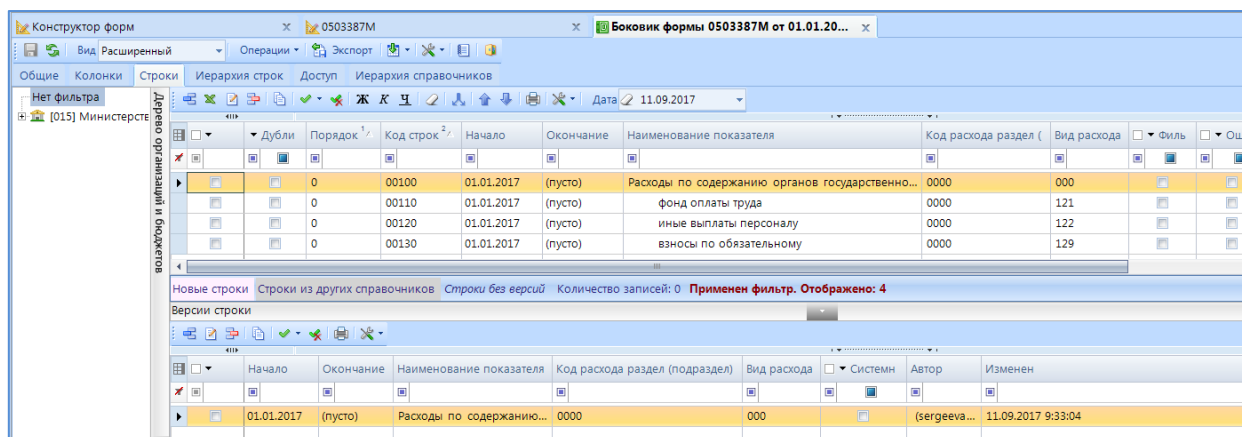 Конструктор форм 0503387М Боковик формы 0503387М от 01.01.20...
Вид Расширенный Операции Экспорт
Общие Колонки Строки Иерархия строк Доступ Иерархия справочников
Нет фильтра
[015] Министерств
Дерево организаций и бюджетов
Ж К Ч Дата 11.09.2017
Дубли Порядок 1 Код строк 2 Начало Окончание Наименование показателя Код расхода раздел ( Вид расхода Филь Ош
0 00100 01.01.2017 (пусто) Расходы по содержанию органов государственно... 0000 000
0 00110 01.01.2017 (пусто) фонд оплаты труда 0000 121
0 00120 01.01.2017 (пусто) иные выплаты персоналу 0000 122
0 00130 01.01.2017 (пусто) взносы по обязательному 0000 129
Новые строки Строки из других справочников Строки без версий Количество записей: 0 Применен фильтр. Отображено: 4
Версии строки
Начало Окончание Наименование показателя Код расхода раздел (подраздел) Вид расхода Системн Автор Изменен
01.01.2017 (пусто) Расходы по содержанию... 0000 000 (sergeeva... 11.09.2017 9:33:04